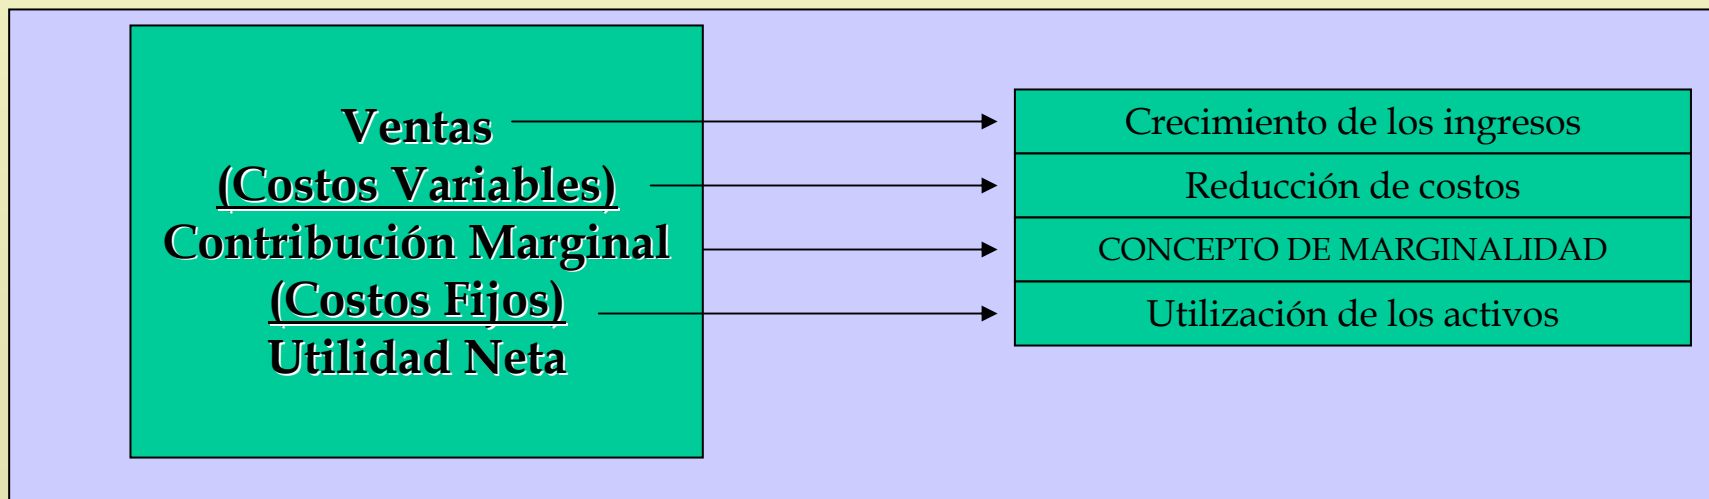 Ventas
(Costos Variables)
Contribución Marginal
(Costos Fijos)
Utilidad Neta
Crecimiento de los ingresos
Reducción de costos
CONCEPTO DE MARGINALIDAD
Utilización de los activos